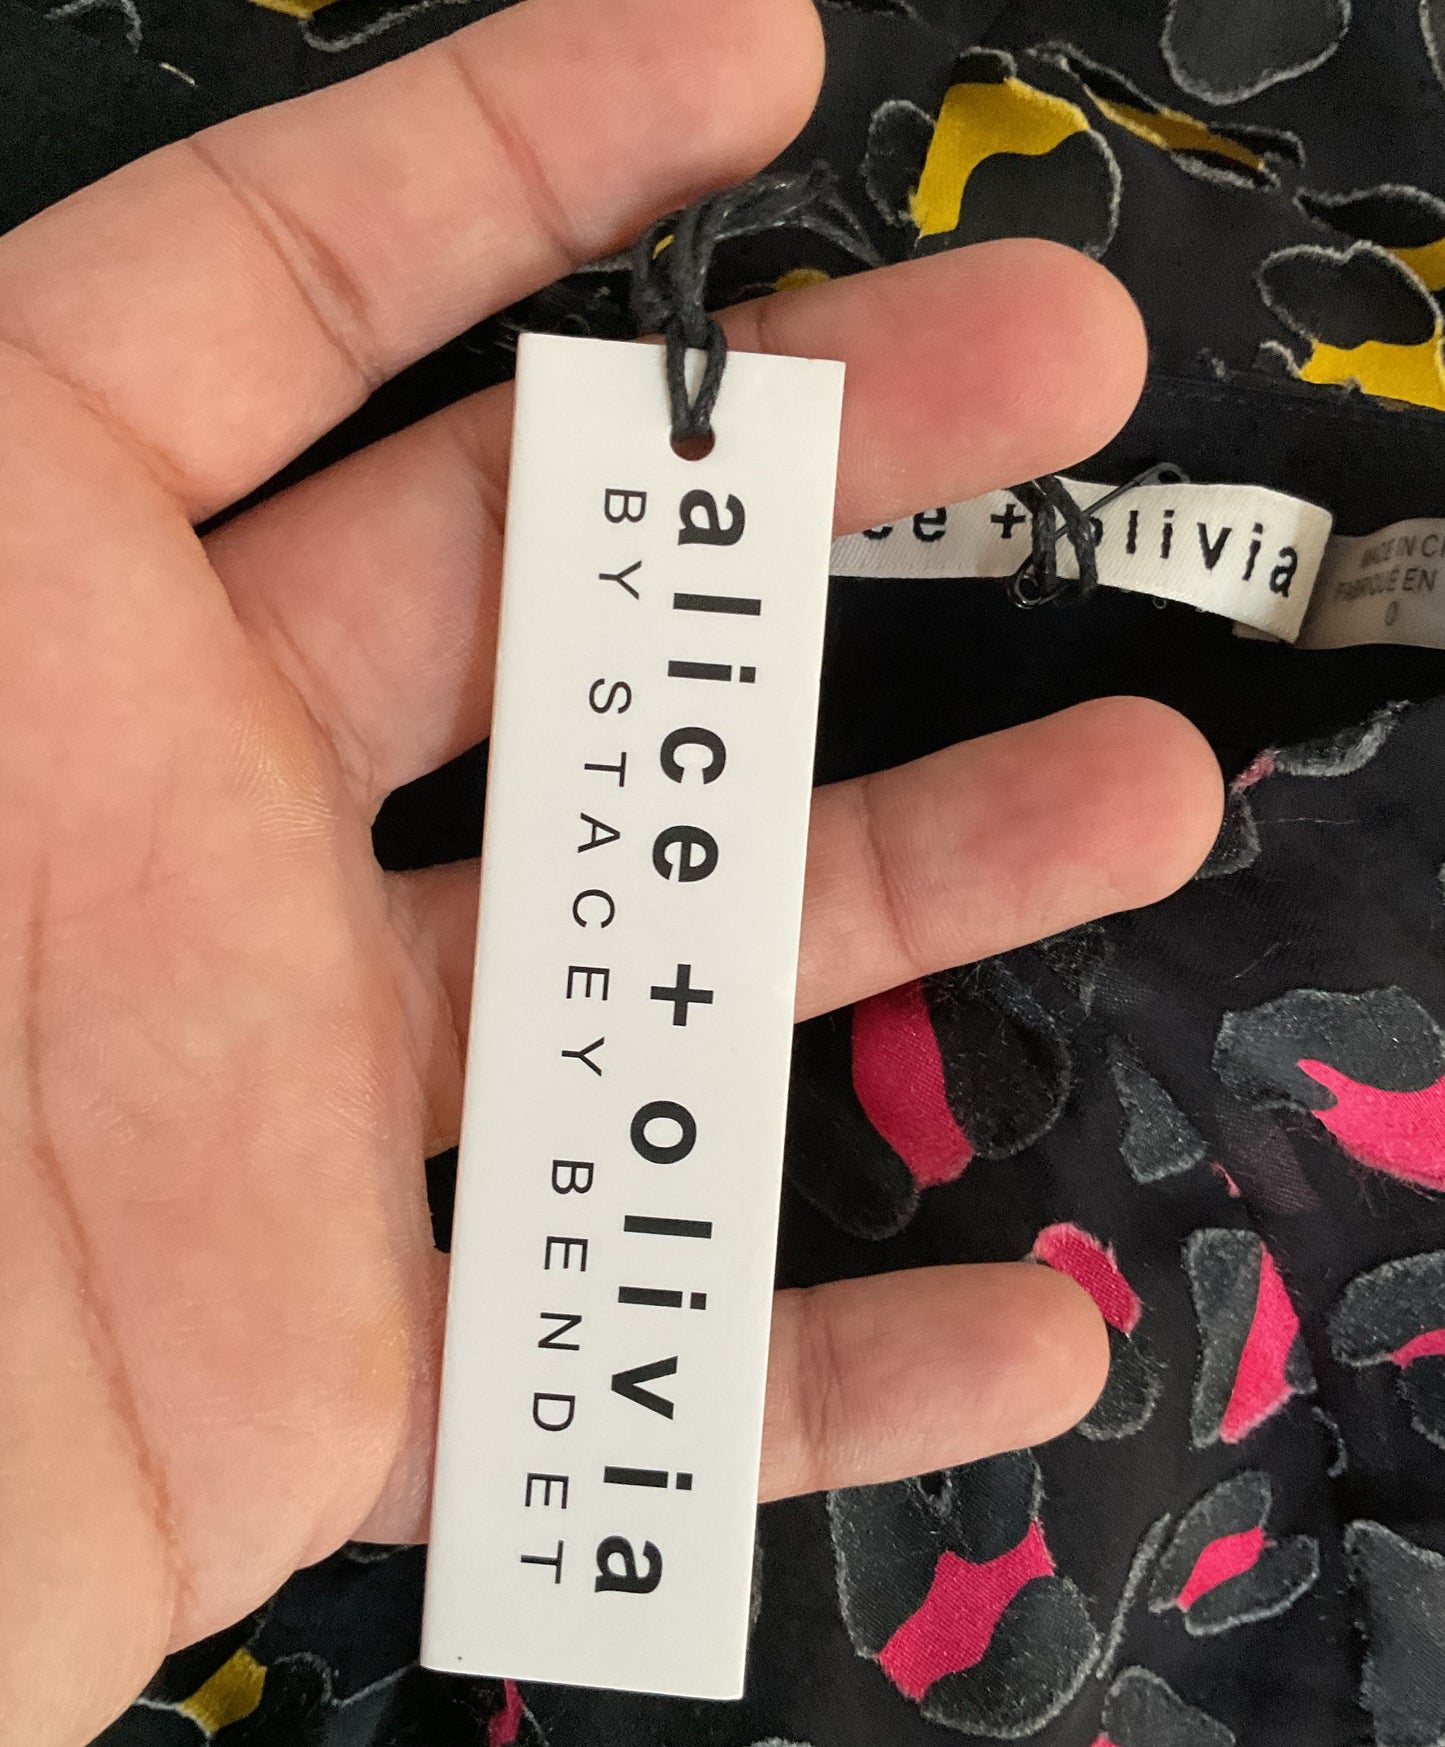 alice + olivia
BY STACEY BENDET
ce + olivia
MADE IN
FABRIQUÉ EN
0